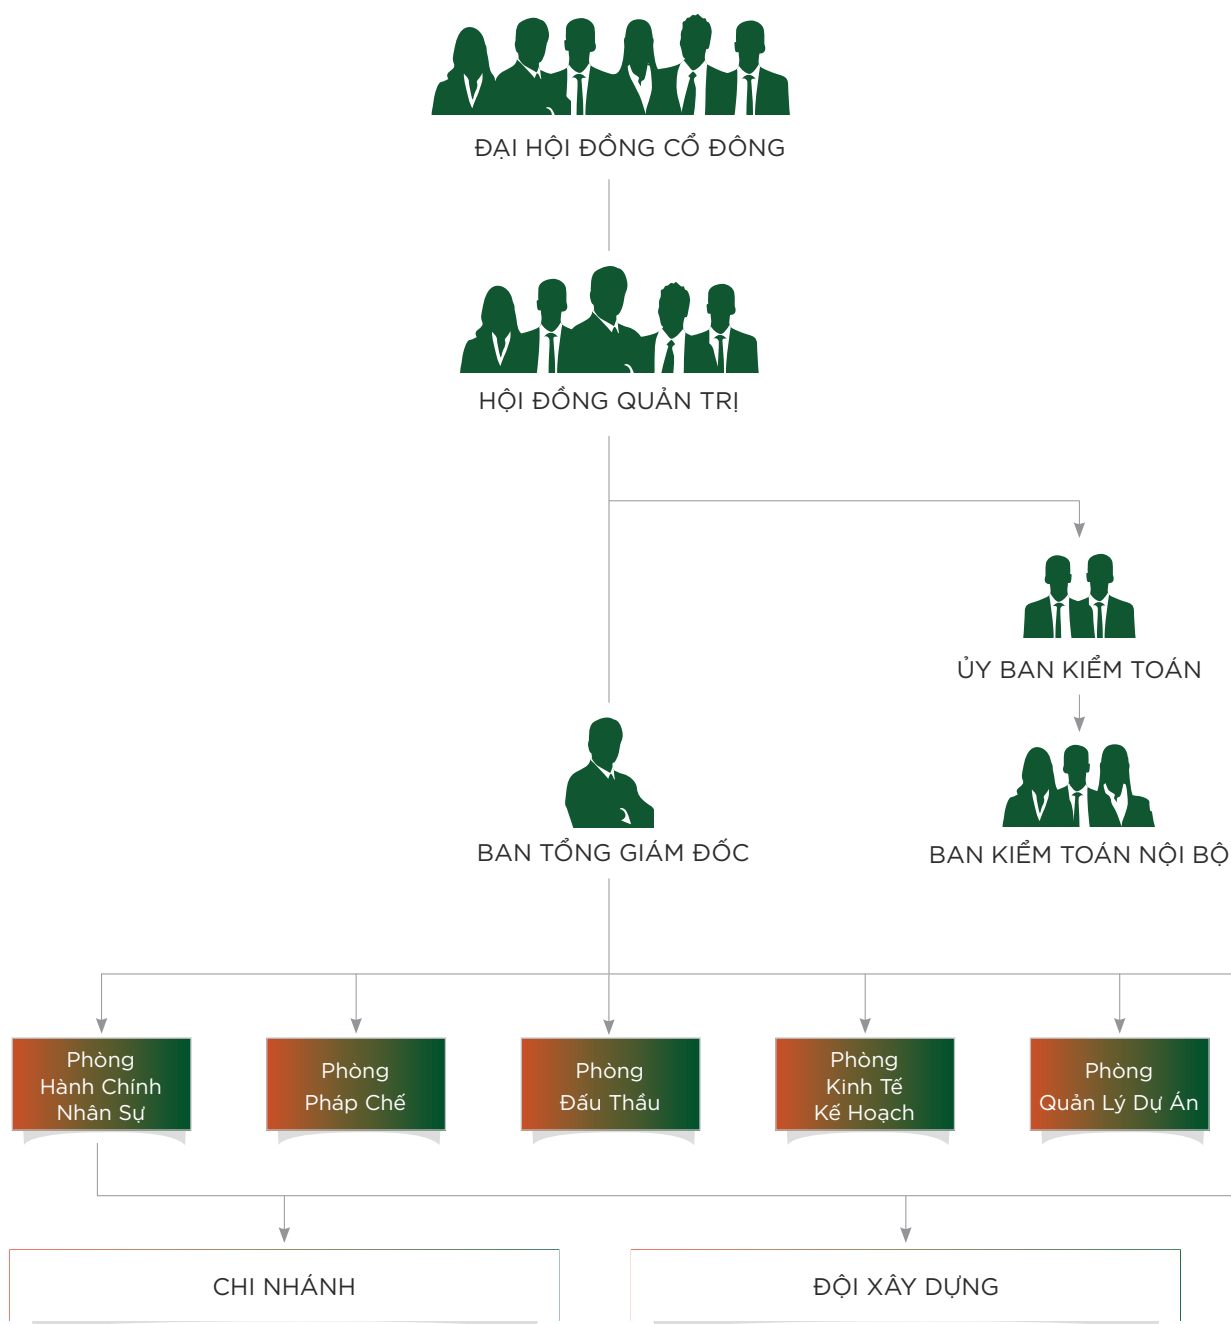 ĐẠI HỘI ĐỒNG CỔ ĐÔNG
HỘI ĐỒNG QUẢN TRỊ
ỦY BAN KIỂM TOÁN
BAN TỔNG GIÁM ĐỐC
BAN KIỂM TOÁN NỘI BỘ
Phòng
Hành Chính
Nhân Sự
Phòng
Pháp Chế
Phòng
Đấu Thầu
Phòng
Kinh Tế
Kế Hoạch
Phòng
Quản Lý Dự Án
CHI NHÁNH
ĐỘI XÂY DỰNG